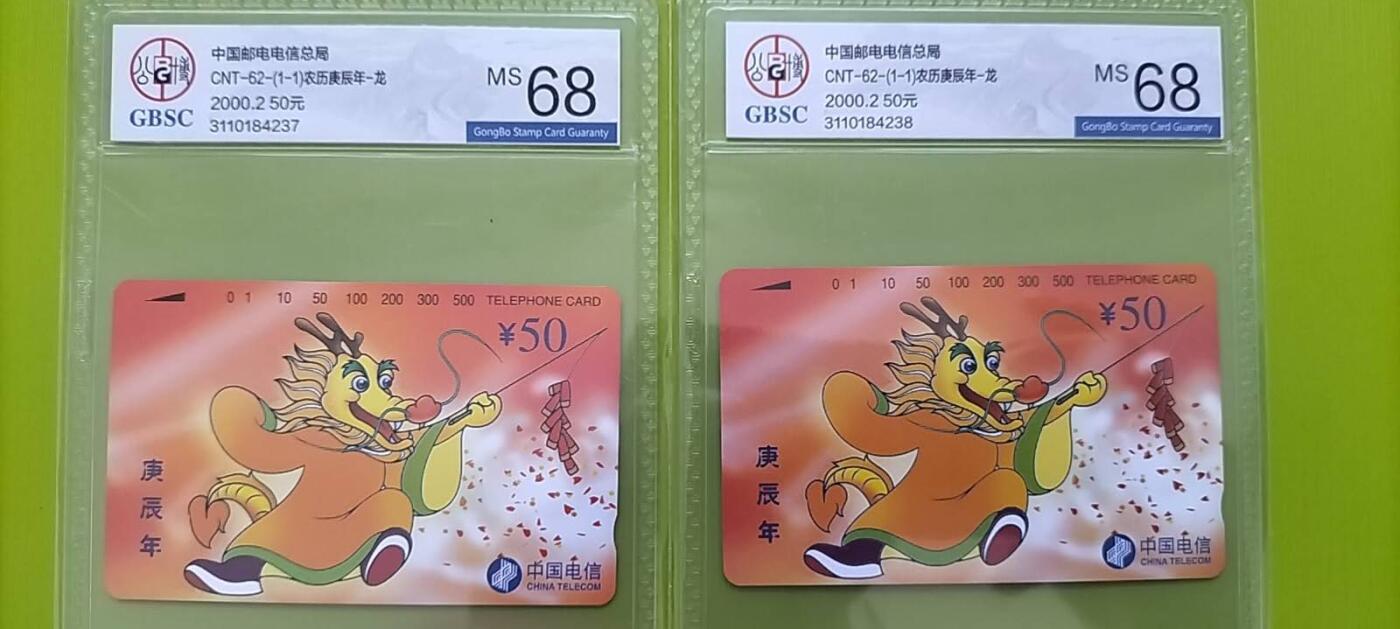 中国邮电电信总局
CNT-62-(1-1)农历庚辰年-龙
2000.2 50元
3110184237
GBSC
MS 68
GongBo Stamp Card Guaranty
中国邮电电信总局
CNT-62-(1-1)农历庚辰年-龙
2000.2 50元
3110184238
GBSC
MS 68
GongBo Stamp Card Guaranty
0 1 10 50 100 200 300 500 TELEPHONE CARD
¥50
庚辰年
中国电信
CHINA TELECOM
0 1 10 50 100 200 300 500 TELEPHONE CARD
¥50
庚辰年
中国电信
CHINA TELECOM